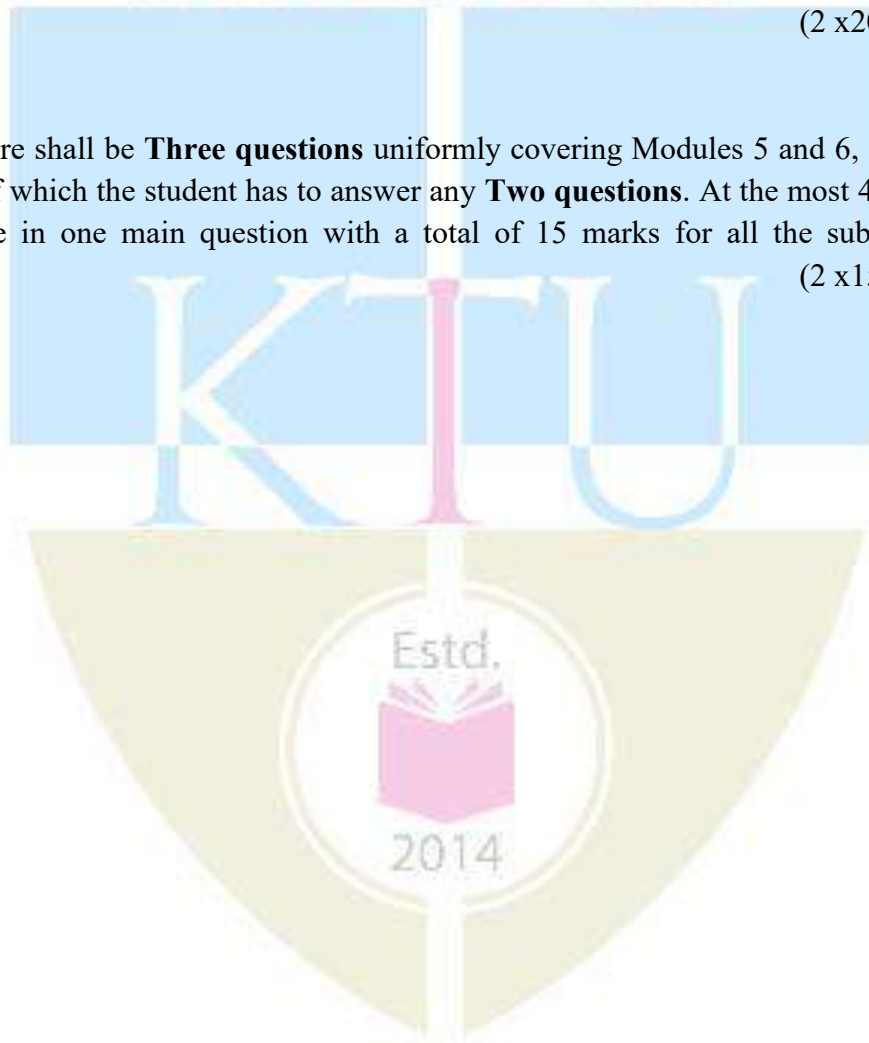 (2 x20
re shall be Three questions uniformly covering Modules 5 and 6,
f which the student has to answer any Two questions. At the most 4
e in one main question with a total of 15 marks for all the sub
(2 x15
KTU
Estd.
2014